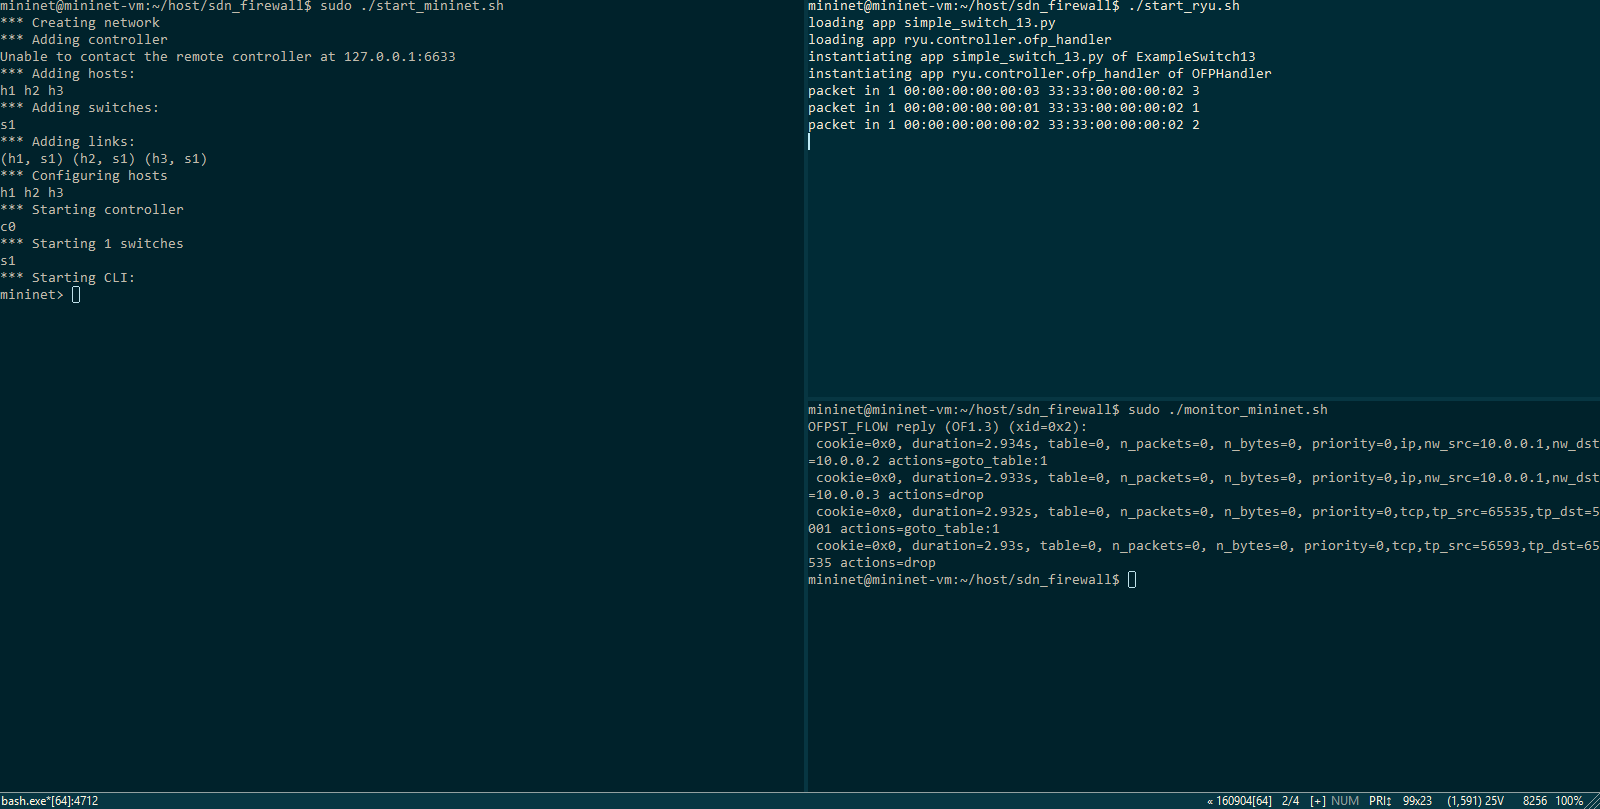 mininet@mininet-vm:~/host/sdn_firewall$ sudo ./start_mininet.sh
*** Creating network
*** Adding controller
Unable to contact the remote controller at 127.0.0.1:6633
*** Adding hosts:
h1 h2 h3
*** Adding switches:
s1
*** Adding links:
(h1, s1) (h2, s1) (h3, s1)
*** Configuring hosts
h1 h2 h3
*** Starting controller
c0
*** Starting 1 switches
s1
*** Starting CLI:
mininet>
mininet@mininet-vm:~/host/sdn_firewall$ ./start_ryu.sh
loading app simple_switch_13.py
loading app ryu.controller.ofp_handler
instantiating app simple_switch_13.py of ExampleSwitch13
instantiating app ryu.controller.ofp_handler of OFPHandler
packet in 1 00:00:00:00:00:03 33:33:00:00:00:02 3
packet in 1 00:00:00:00:00:01 33:33:00:00:00:02 1
packet in 1 00:00:00:00:00:02 33:33:00:00:00:02 2
mininet@mininet-vm:~/host/sdn_firewall$ sudo ./monitor_mininet.sh
OFPST_FLOW reply (OF1.3) (xid=0x2):
 cookie=0x0, duration=2.934s, table=0, n_packets=0, n_bytes=0, priority=0,ip,nw_src=10.0.0.1,nw_dst
=10.0.0.2 actions=goto_table:1
 cookie=0x0, duration=2.933s, table=0, n_packets=0, n_bytes=0, priority=0,ip,nw_src=10.0.0.1,nw_dst
=10.0.0.3 actions=drop
 cookie=0x0, duration=2.932s, table=0, n_packets=0, n_bytes=0, priority=0,tcp,tp_src=65535,tp_dst=5
001 actions=goto_table:1
 cookie=0x0, duration=2.93s, table=0, n_packets=0, n_bytes=0, priority=0,tcp,tp_src=56593,tp_dst=65
535 actions=drop
mininet@mininet-vm:~/host/sdn_firewall$
bash.exe*[64]:4712 « 160904[64] 2/4 [+] NUM PRI↕ 99x23 (1,591) 25V 8256 100%